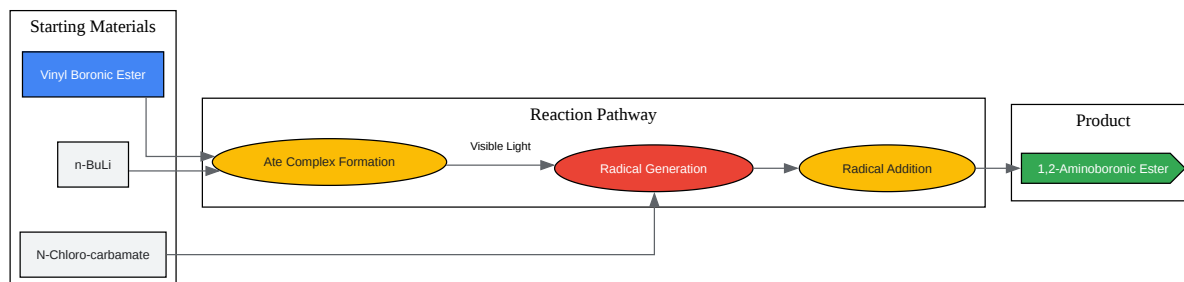 Starting Materials
Vinyl Boronic Ester
n-BuLi
N-Chloro-carbamate
Reaction Pathway
Ate Complex Formation
Visible Light
Radical Generation
Radical Addition
Product
1,2-Aminoboronic Ester